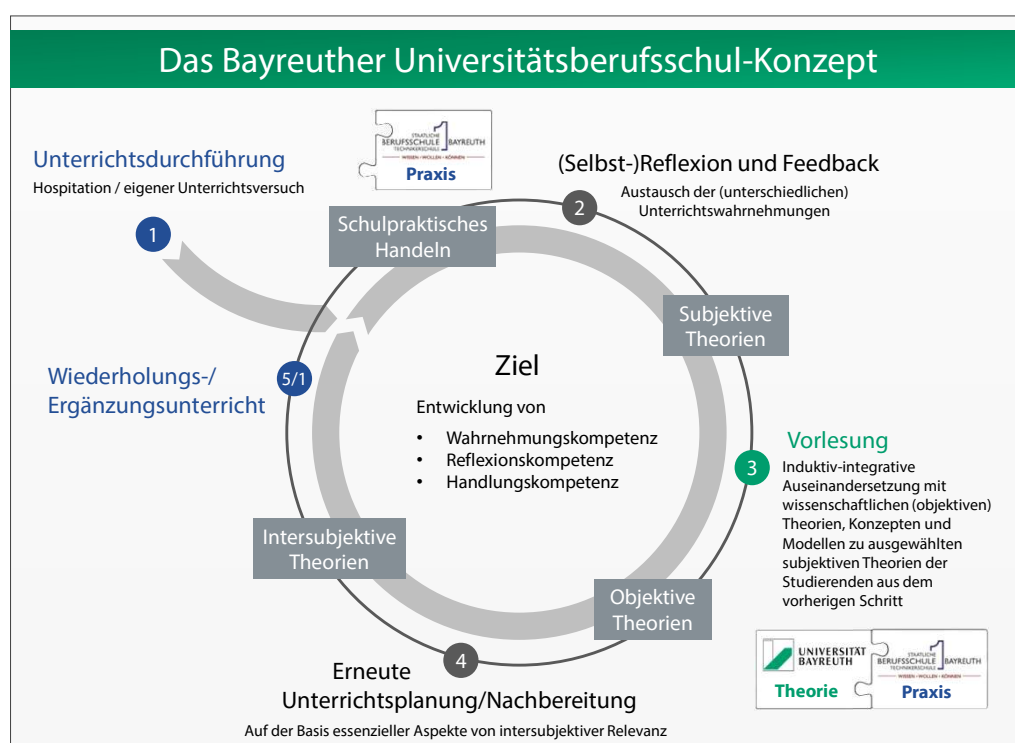 Das Bayreuther Universitätsberufsschul-Konzept
STAATLICHE
BERUFSSCHULE 1 BAYREUTH
TECHNIKERSCHULE
WISSEN • WOLLEN • KÖNNEN
Praxis
Unterrichtsdurchführung
Hospitation / eigener Unterrichtsversuch
1
(Selbst-)Reflexion und Feedback
Austausch der (unterschiedlichen)
Unterrichtswahrnehmungen
2
Schulpraktisches
Handeln
Subjektive
Theorien
Ziel
Entwicklung von
• Wahrnehmungskompetenz
• Reflexionskompetenz
• Handlungskompetenz
Wiederholungs-/
Ergänzungsunterricht
5/1
Vorlesung
3
Induktiv-integrative
Auseinandersetzung mit
wissenschaftlichen (objektiven)
Theorien, Konzepten und
Modellen zu ausgewählten
subjektiven Theorien der
Studierenden aus dem
vorherigen Schritt
Intersubjektive
Theorien
Objektive
Theorien
4
Erneute
Unterrichtsplanung/Nachbereitung
Auf der Basis essenzieller Aspekte von intersubjektiver Relevanz
UNIVERSITÄT
BAYREUTH
Theorie
STAATLICHE
BERUFSSCHULE 1 BAYREUTH
TECHNIKERSCHULE
WISSEN • WOLLEN • KÖNNEN
Praxis